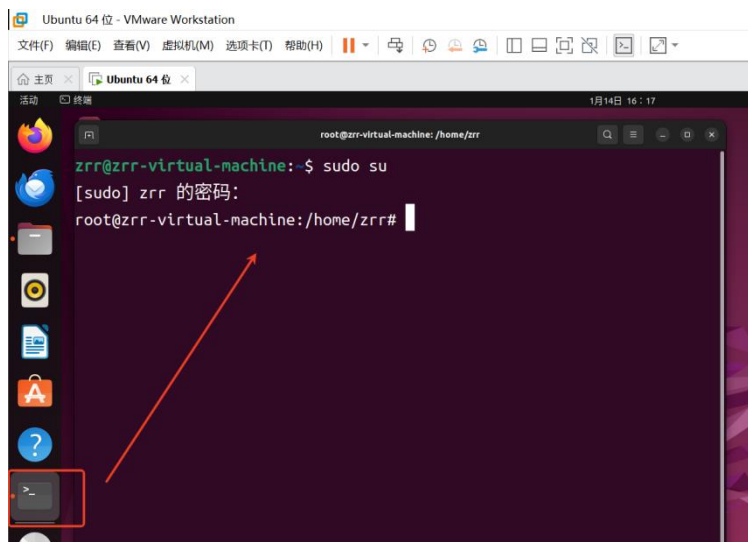 Ubuntu 64 位 - VMware Workstation
文件(F) 编辑(E) 查看(V) 虚拟机(M) 选项卡(T) 帮助(H)
主页 Ubuntu 64 位
活动 终端 1月14日 16:17
root@zrr-virtual-machine: /home/zrr
zrr@zrr-virtual-machine:~$ sudo su
[sudo] zrr 的密码:
root@zrr-virtual-machine:/home/zrr#